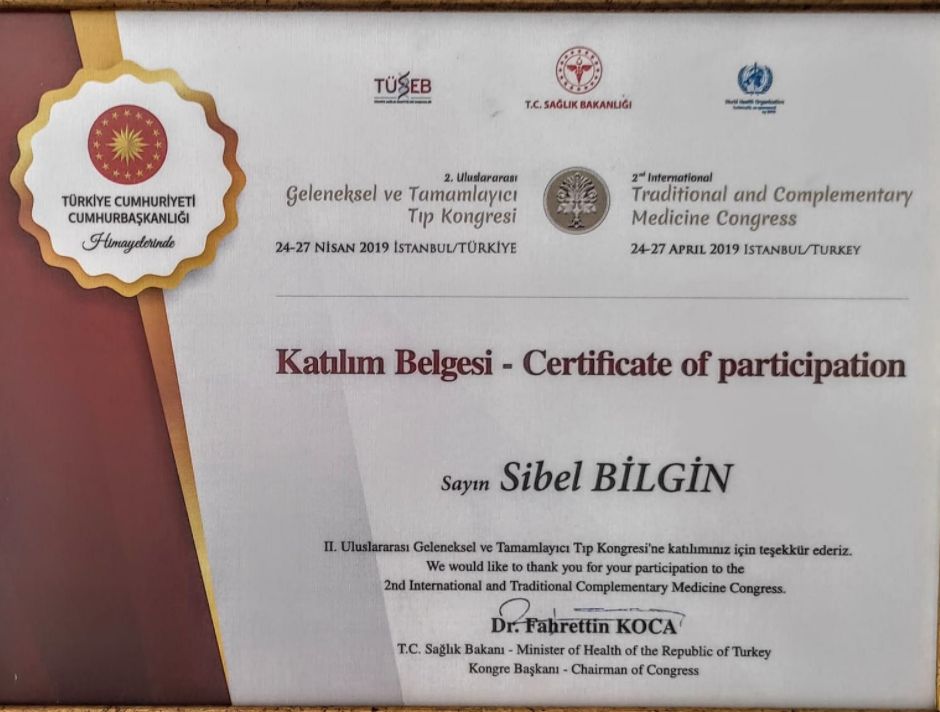 TÜSEB
T.C. SAĞLIK BAKANLIĞI
World Health Organization
TÜRKİYE CUMHURİYETİ
CUMHURBAŞKANLIĞI
Himayelerinde
2. Uluslararası
Geleneksel ve Tamamlayıcı
Tıp Kongresi
24-27 NİSAN 2019 İSTANBUL/TÜRKİYE
2nd International
Traditional and Complementary
Medicine Congress
24-27 APRIL 2019 ISTANBUL/TURKEY
Katılım Belgesi - Certificate of participation
Sayın Sibel BİLGİN
II. Uluslararası Geleneksel ve Tamamlayıcı Tıp Kongresi'ne katılımınız için teşekkür ederiz.
We would like to thank you for your participation to the
2nd International and Traditional Complementary Medicine Congress.
Dr. Fahrettin KOCA
T.C. Sağlık Bakanı - Minister of Health of the Republic of Turkey
Kongre Başkanı - Chairman of Congress